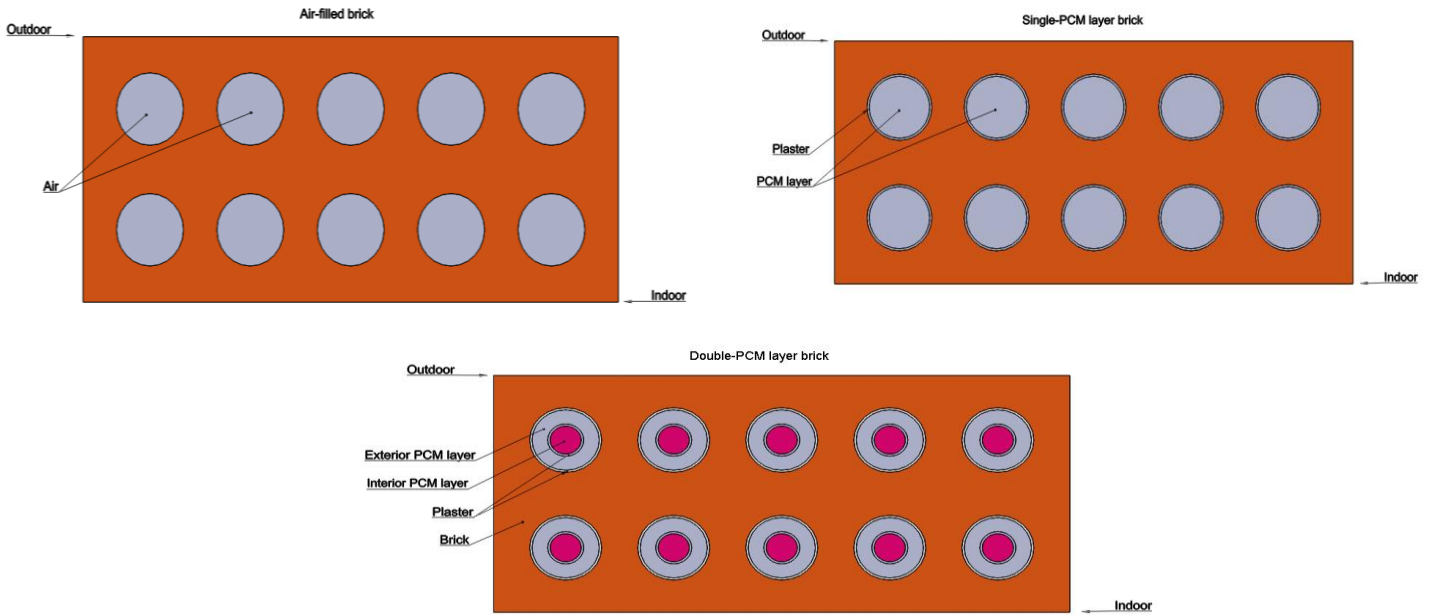 Air-filled brick
Outdoor
Air
Indoor
Single-PCM layer brick
Outdoor
Plaster
PCM layer
Indoor
Double-PCM layer brick
Outdoor
Exterior PCM layer
Interior PCM layer
Plaster
Brick
Indoor